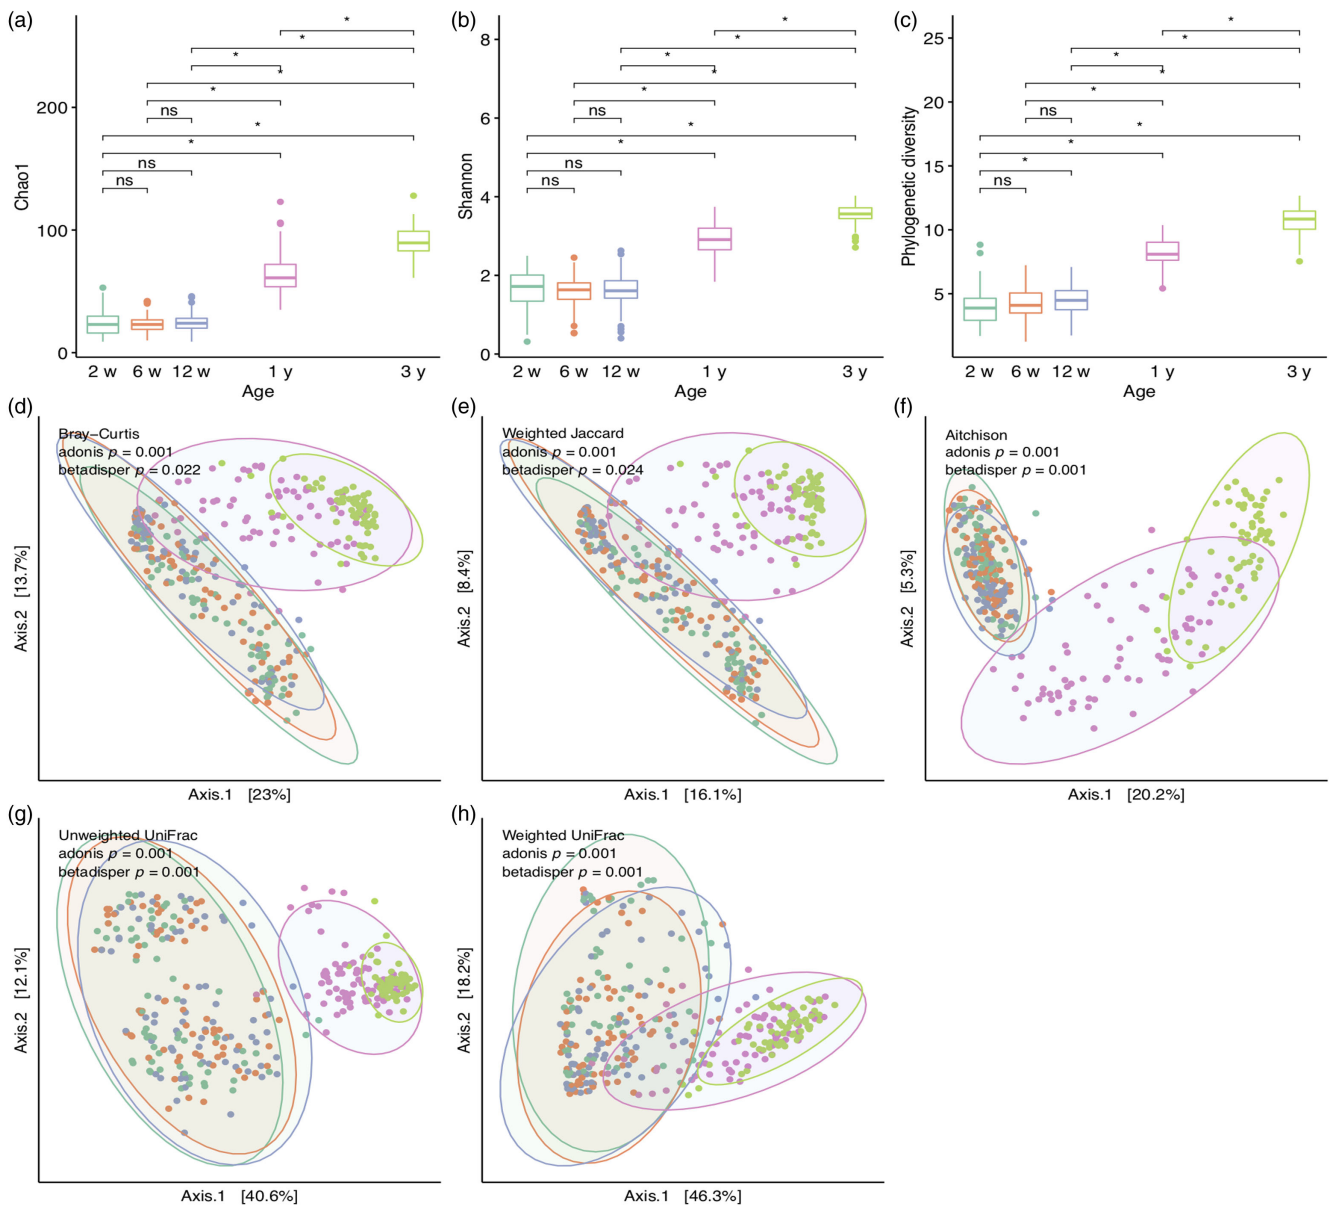 (a)
Chao1
200
100
0
*
*
*
*
*
ns
*
*
ns
ns
2 w 6 w 12 w 1 y 3 y
Age
(b)
Shannon
8
6
4
2
0
*
*
*
*
*
ns
*
*
ns
ns
2 w 6 w 12 w 1 y 3 y
Age
(c)
Phylogenetic diversity
25
20
15
10
5
*
*
*
*
*
ns
*
*
*
ns
2 w 6 w 12 w 1 y 3 y
Age
(d)
Bray−Curtis
adonis p = 0.001
betadisper p = 0.022
Axis.2 [13.7%]
Axis.1 [23%]
(e)
Weighted Jaccard
adonis p = 0.001
betadisper p = 0.024
Axis.2 [8.4%]
Axis.1 [16.1%]
(f)
Aitchison
adonis p = 0.001
betadisper p = 0.001
Axis.2 [5.3%]
Axis.1 [20.2%]
(g)
Unweighted UniFrac
adonis p = 0.001
betadisper p = 0.001
Axis.2 [12.1%]
Axis.1 [40.6%]
(h)
Weighted UniFrac
adonis p = 0.001
betadisper p = 0.001
Axis.2 [18.2%]
Axis.1 [46.3%]